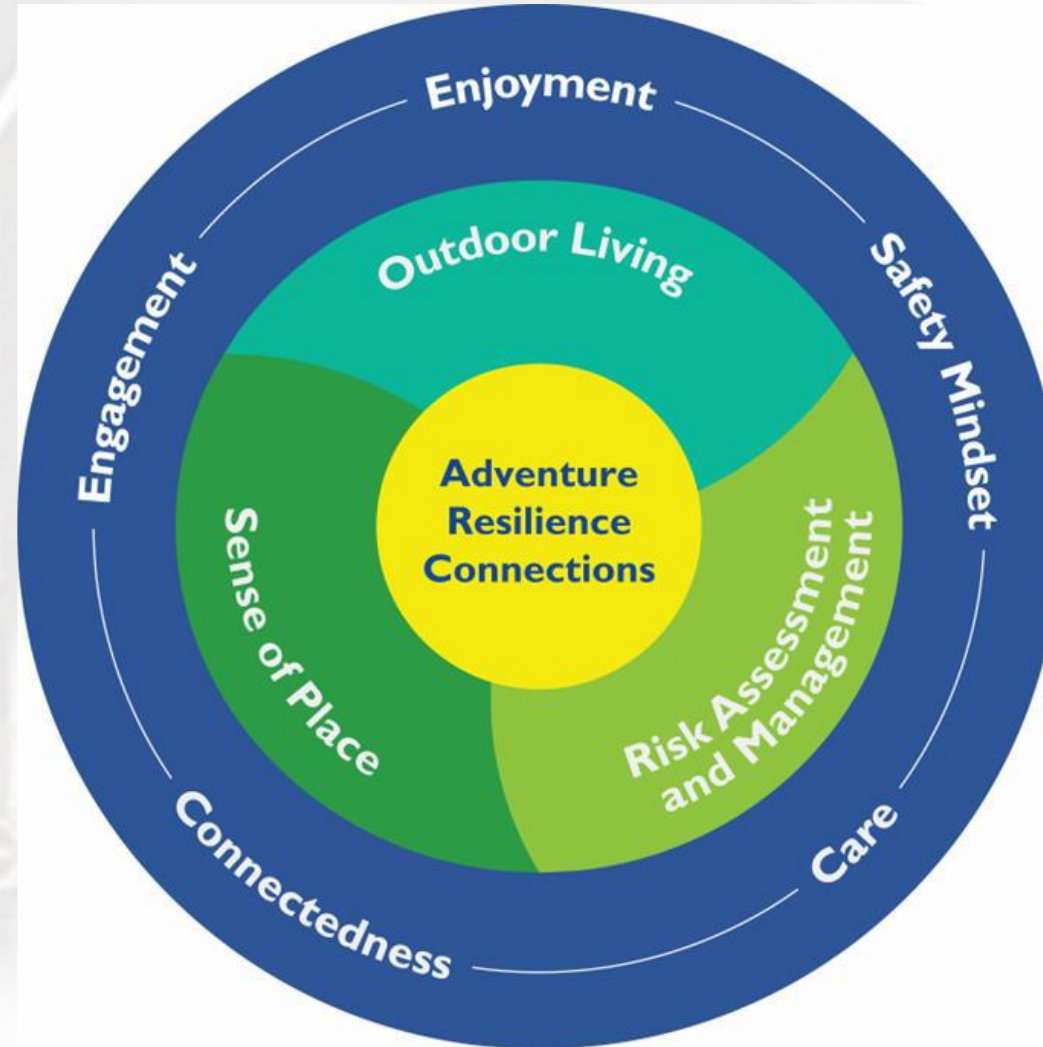 Enjoyment
Safety Mindset
Care
Connectedness
Engagement
Outdoor Living
Risk Assessment
and Management
Sense of Place
Adventure
Resilience
Connections